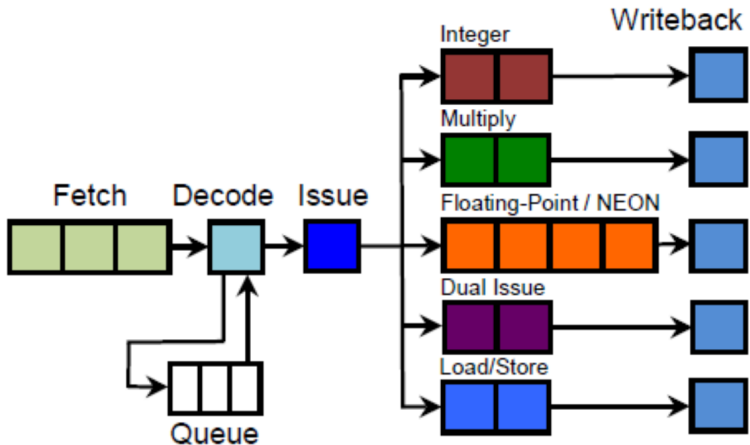 Integer
Writeback
Multiply
Fetch
Decode
Issue
Floating-Point / NEON
Dual Issue
Load/Store
Queue